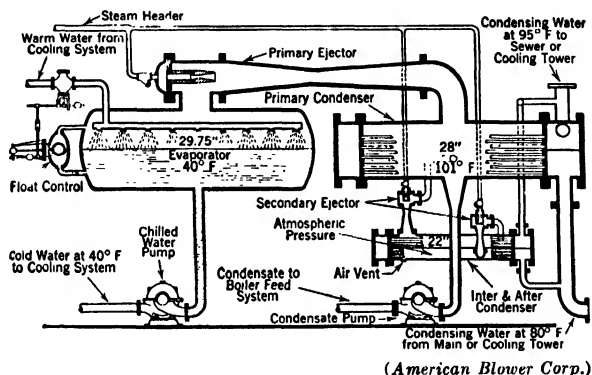 Steam Header
Warm Water from
Cooling System
Primary Ejector
Condensing Water
at 95° F to
Sewer or
Cooling Tower
Primary Condenser
29.75"
Evaporator
40° F
28"
101° F
Float Control
Secondary Ejector
Atmospheric
Pressure
22"
Air Vent
Chilled
Water
Pump
Cold Water at 40° F
to Cooling System
Condensate to
Boiler Feed
System
Condensate Pump
Inter & After
Condenser
Condensing Water at 80° F
from Main or Cooling Tower
(American Blower Corp.)